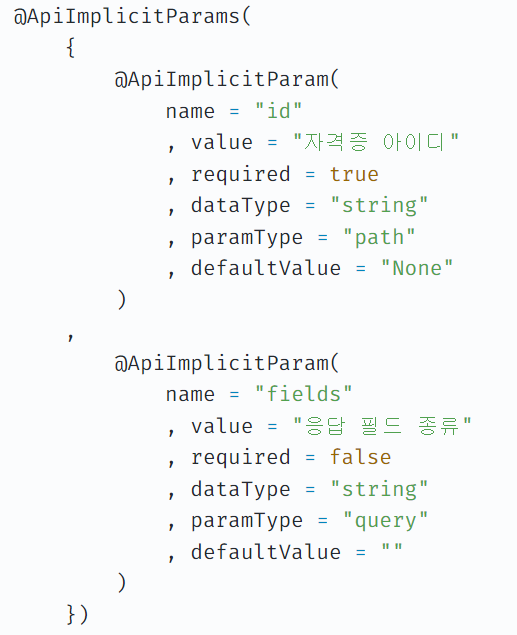 @ApiImplicitParams(
    {
        @ApiImplicitParam(
            name = "id"
            , value = "자격증 아이디"
            , required = true
            , dataType = "string"
            , paramType = "path"
            , defaultValue = "None"
        )
    ,
        @ApiImplicitParam(
            name = "fields"
            , value = "응답 필드 종류"
            , required = false
            , dataType = "string"
            , paramType = "query"
            , defaultValue = ""
        )
    })